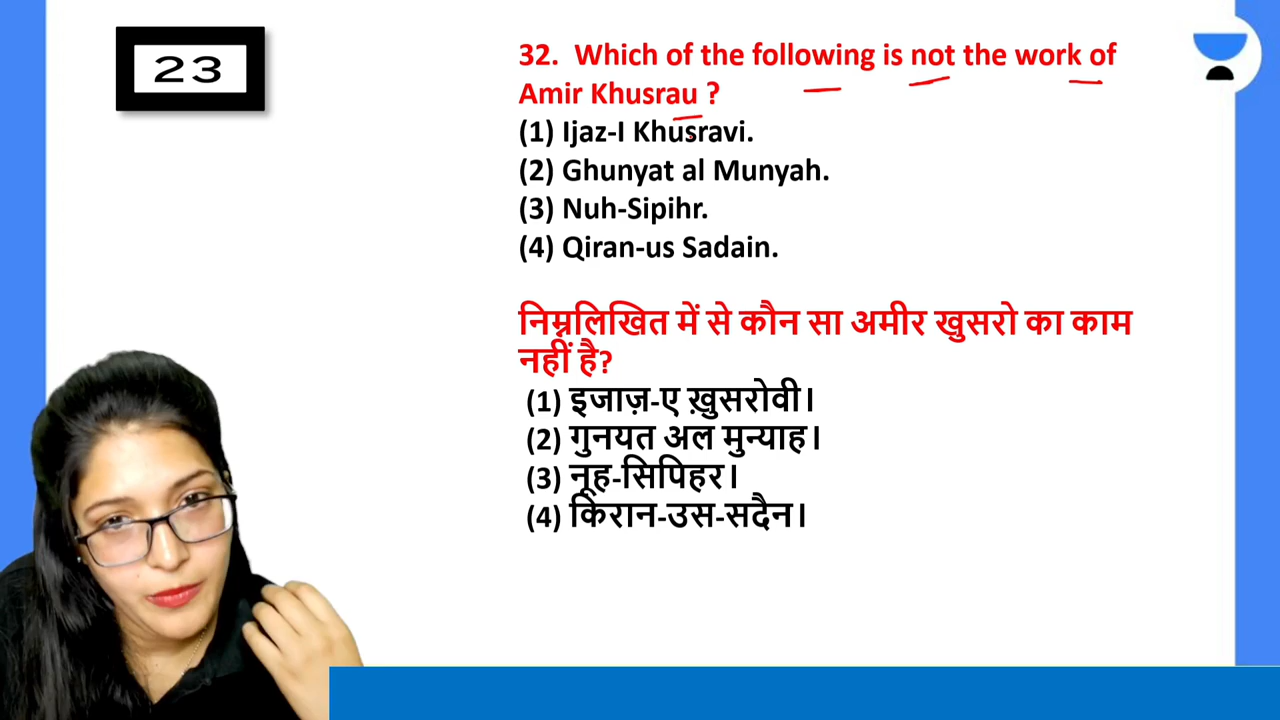 23
32. Which of the following is not the work of
Amir Khusrau ?
(1) Ijaz-I Khusravi.
(2) Ghunyat al Munyah.
(3) Nuh-Sipihr.
(4) Qiran-us Sadain.
निम्नलिखित में से कौन सा अमीर खुसरो का काम
नहीं है?
(1) इजाज़-ए ख़ुसरोवी।
(2) गुनयत अल मुन्याह।
(3) नूह-सिपिहर।
(4) किरान-उस-सदैन।